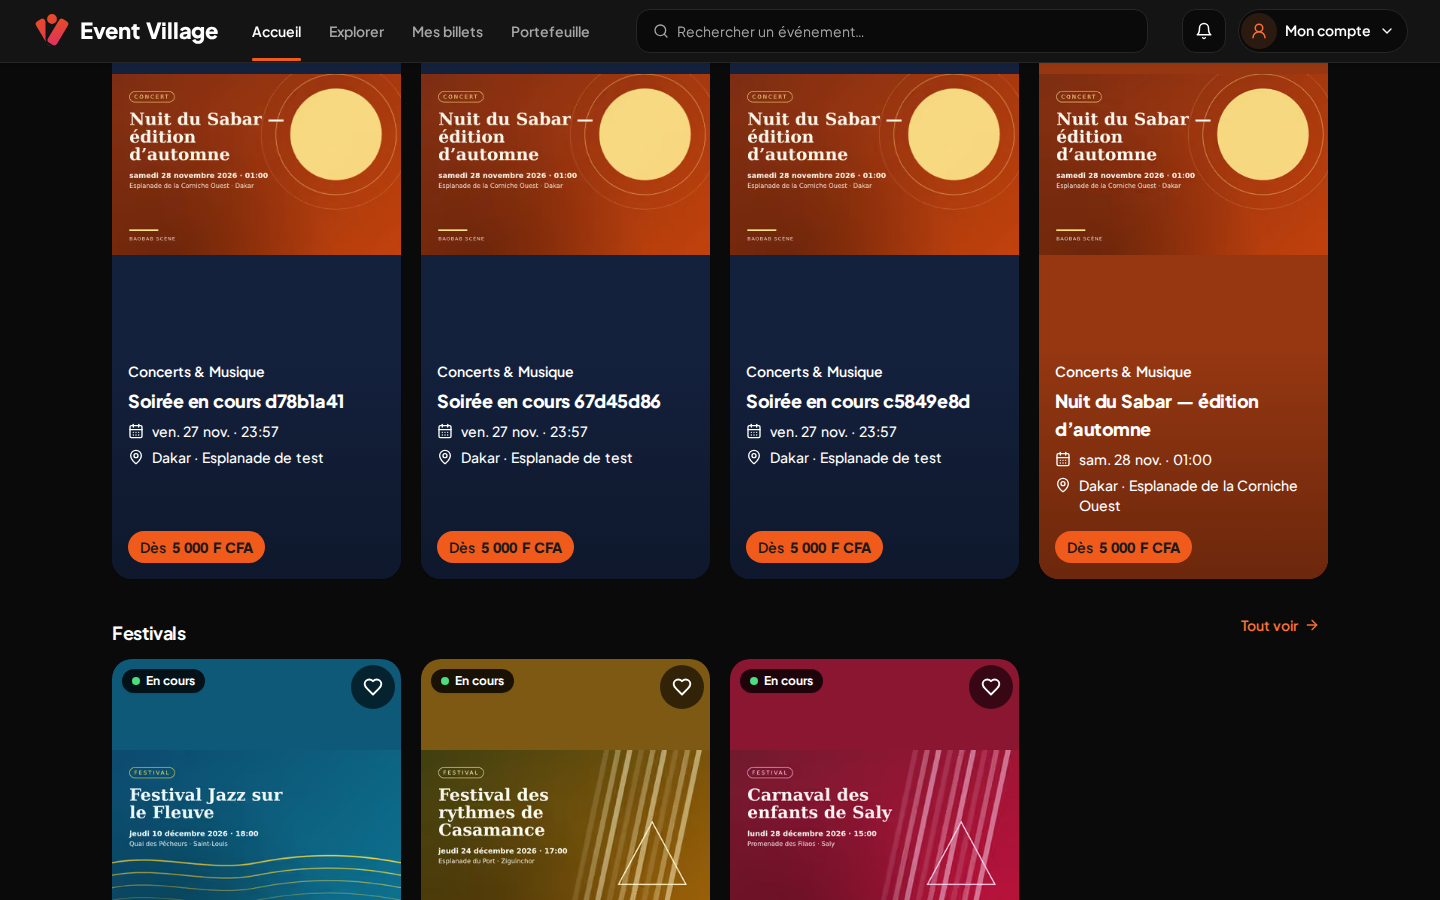 Event Village
Accueil
Explorer
Mes billets
Portefeuille
Rechercher un événement...
Mon compte
CONCERT
Nuit du Sabar —
édition
d’automne
samedi 28 novembre 2026 · 01:00
Esplanade de la Corniche Ouest · Dakar
BAOBAB SCÈNE
Concerts & Musique
Soirée en cours d78b1a41
ven. 27 nov. · 23:57
Dakar · Esplanade de test
Dès 5 000 F CFA
CONCERT
Nuit du Sabar —
édition
d’automne
samedi 28 novembre 2026 · 01:00
Esplanade de la Corniche Ouest · Dakar
BAOBAB SCÈNE
Concerts & Musique
Soirée en cours 67d45d86
ven. 27 nov. · 23:57
Dakar · Esplanade de test
Dès 5 000 F CFA
CONCERT
Nuit du Sabar —
édition
d’automne
samedi 28 novembre 2026 · 01:00
Esplanade de la Corniche Ouest · Dakar
BAOBAB SCÈNE
Concerts & Musique
Soirée en cours c5849e8d
ven. 27 nov. · 23:57
Dakar · Esplanade de test
Dès 5 000 F CFA
CONCERT
Nuit du Sabar —
édition
d’automne
samedi 28 novembre 2026 · 01:00
Esplanade de la Corniche Ouest · Dakar
BAOBAB SCÈNE
Concerts & Musique
Nuit du Sabar — édition
d’automne
sam. 28 nov. · 01:00
Dakar · Esplanade de la Corniche
Ouest
Dès 5 000 F CFA
Festivals
Tout voir
En cours
FESTIVAL
Festival Jazz sur
le Fleuve
jeudi 10 décembre 2026 · 18:00
Quai des Pêcheurs · Saint-Louis
En cours
FESTIVAL
Festival des
rythmes de
Casamance
jeudi 24 décembre 2026 · 17:00
Esplanade du Port · Ziguinchor
En cours
FESTIVAL
Carnaval des
enfants de Saly
lundi 28 décembre 2026 · 15:00
Promenade des Filaos · Saly